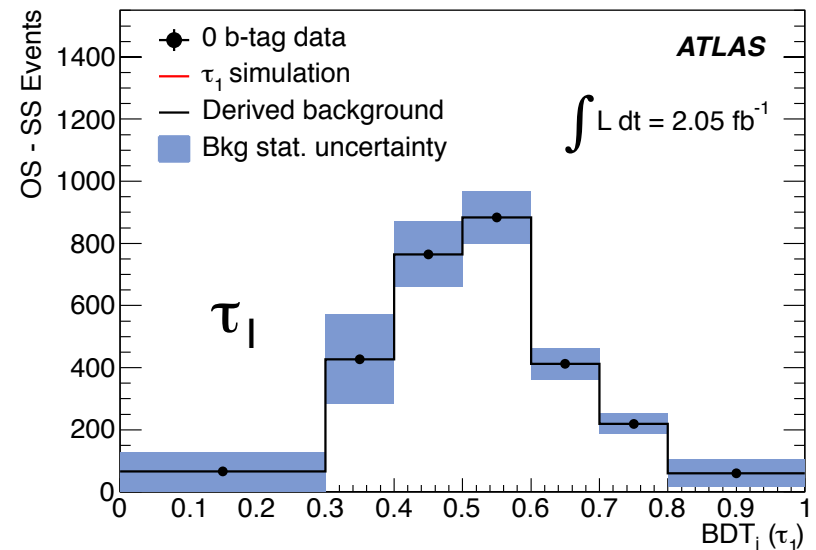 OS - SS Events
1400
1200
1000
800
600
400
200
0
0 b-tag data
τ₁ simulation
Derived background
Bkg stat. uncertainty
ATLAS
∫ L dt = 2.05 fb⁻¹
τ_l
0 0.1 0.2 0.3 0.4 0.5 0.6 0.7 0.8 0.9 1
BDT_j (τ₁)